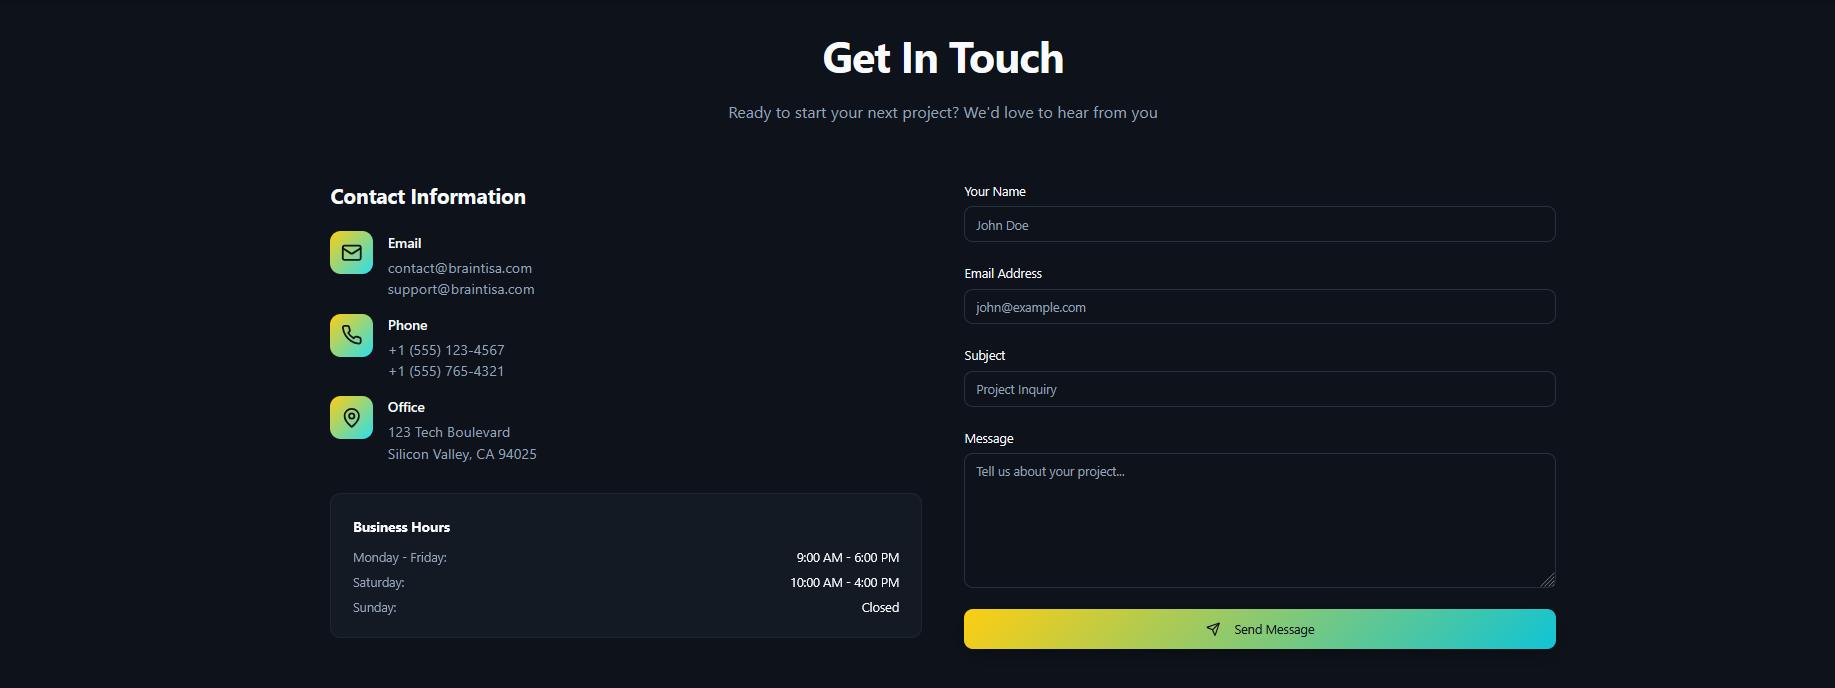 Get In Touch
Ready to start your next project? We'd love to hear from you
Contact Information
Email
contact@braintisa.com
support@braintisa.com
Phone
+1 (555) 123-4567
+1 (555) 765-4321
Office
123 Tech Boulevard
Silicon Valley, CA 94025
Business Hours
Monday - Friday: 9:00 AM - 6:00 PM
Saturday: 10:00 AM - 4:00 PM
Sunday: Closed
Your Name
John Doe
Email Address
john@example.com
Subject
Project Inquiry
Message
Tell us about your project...
Send Message